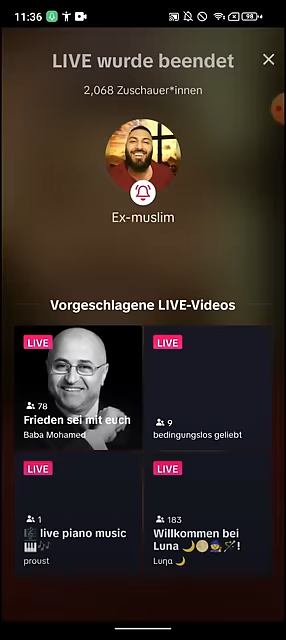 11:36
98
LIVE wurde beendet
2,068 Zuschauer*innen
Ex-muslim
Vorgeschlagene LIVE-Videos
LIVE
78
Frieden sei mit euch
Baba Mohamed
LIVE
9
bedingungslos geliebt
LIVE
1
🎼 live piano music
🎹🎶
proust
LIVE
183
Willkommen bei
Luna 🌙🌕🧙‍♀️🪄!
Luna 🌙